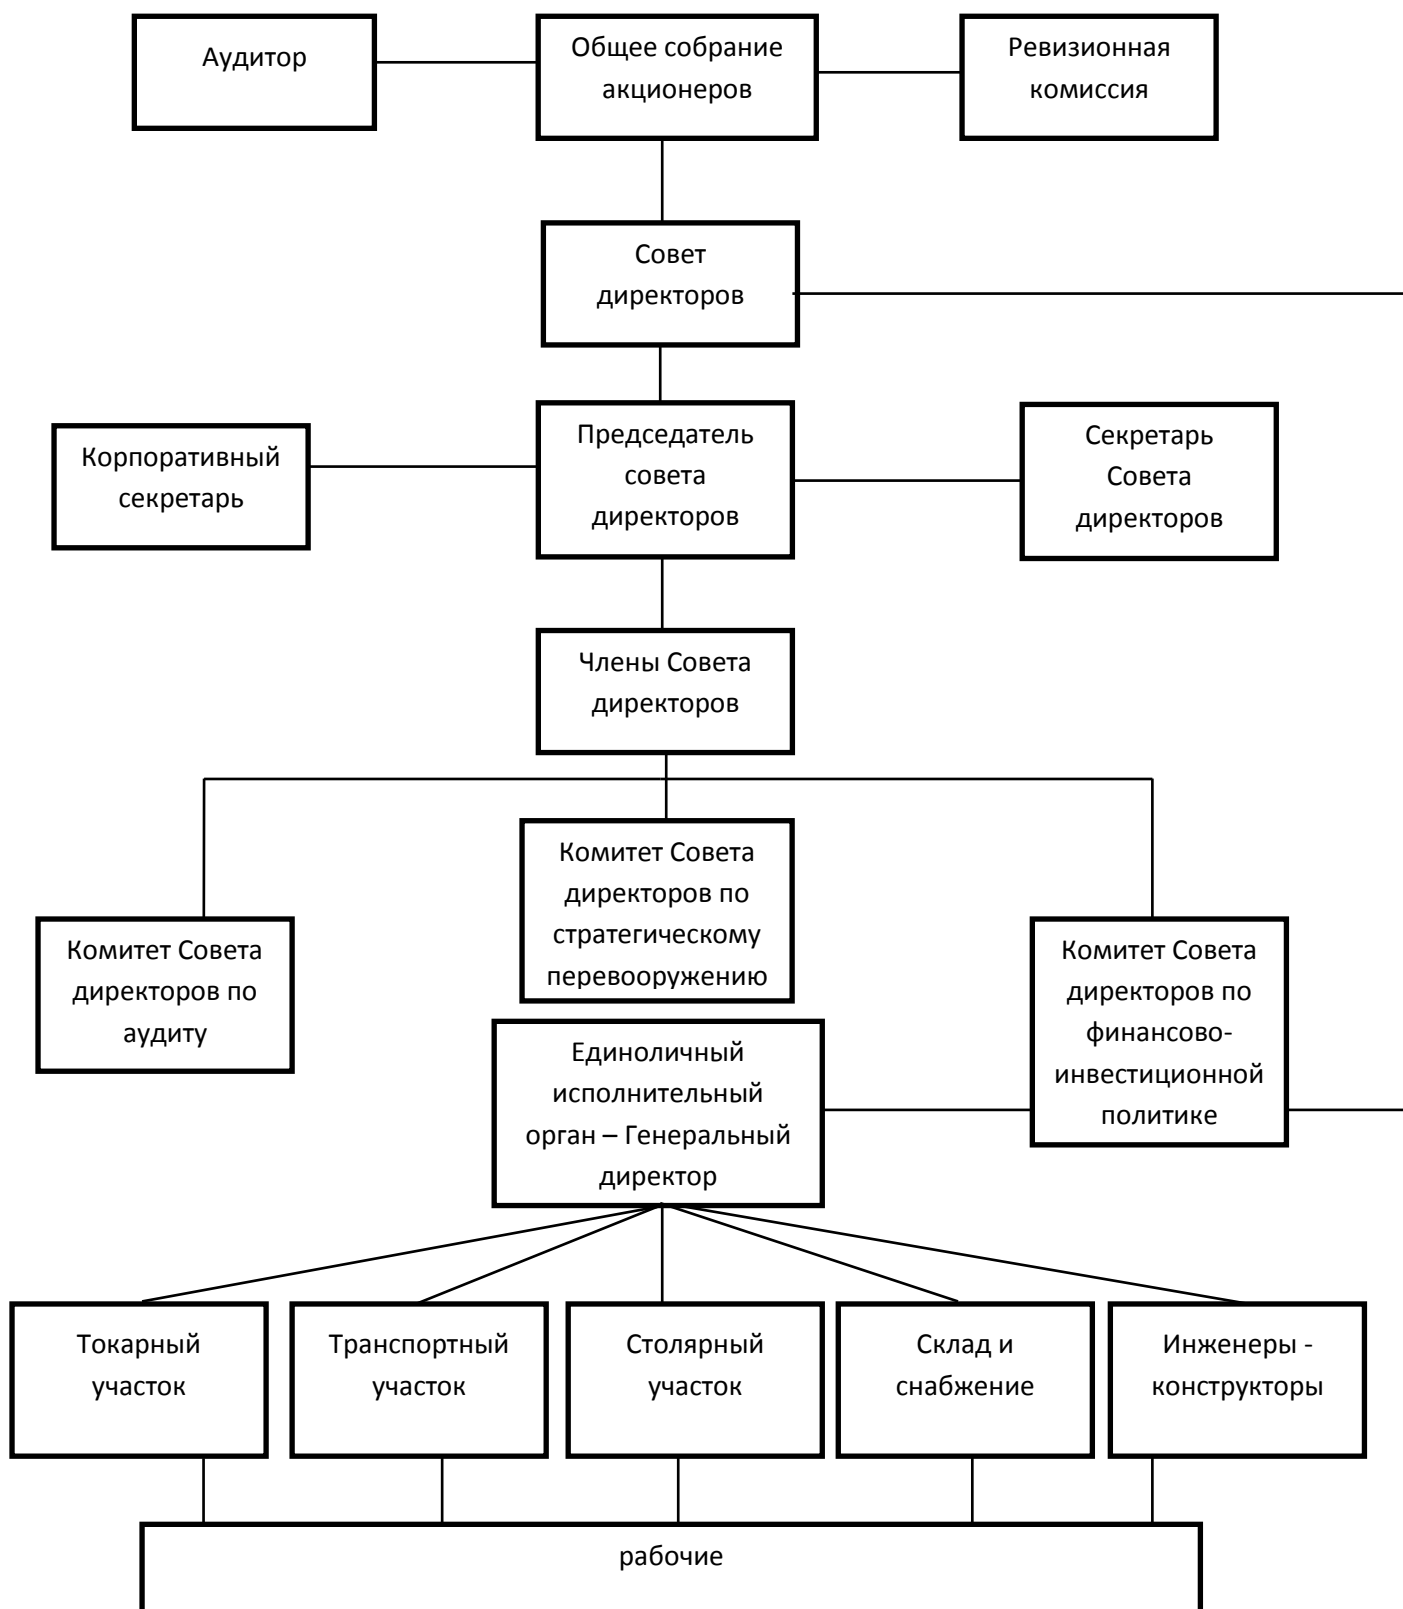 Аудитор
Общее собрание
акционеров
Ревизионная
комиссия
Совет
директоров
Корпоративный
секретарь
Председатель
совета
директоров
Секретарь
Совета
директоров
Члены Совета
директоров
Комитет Совета
директоров по
аудиту
Комитет Совета
директоров по
стратегическому
перевооружению
Комитет Совета
директоров по
финансово-
инвестиционной
политике
Единоличный
исполнительный
орган – Генеральный
директор
Токарный
участок
Транспортный
участок
Столярный
участок
Склад и
снабжение
Инженеры -
конструкторы
рабочие